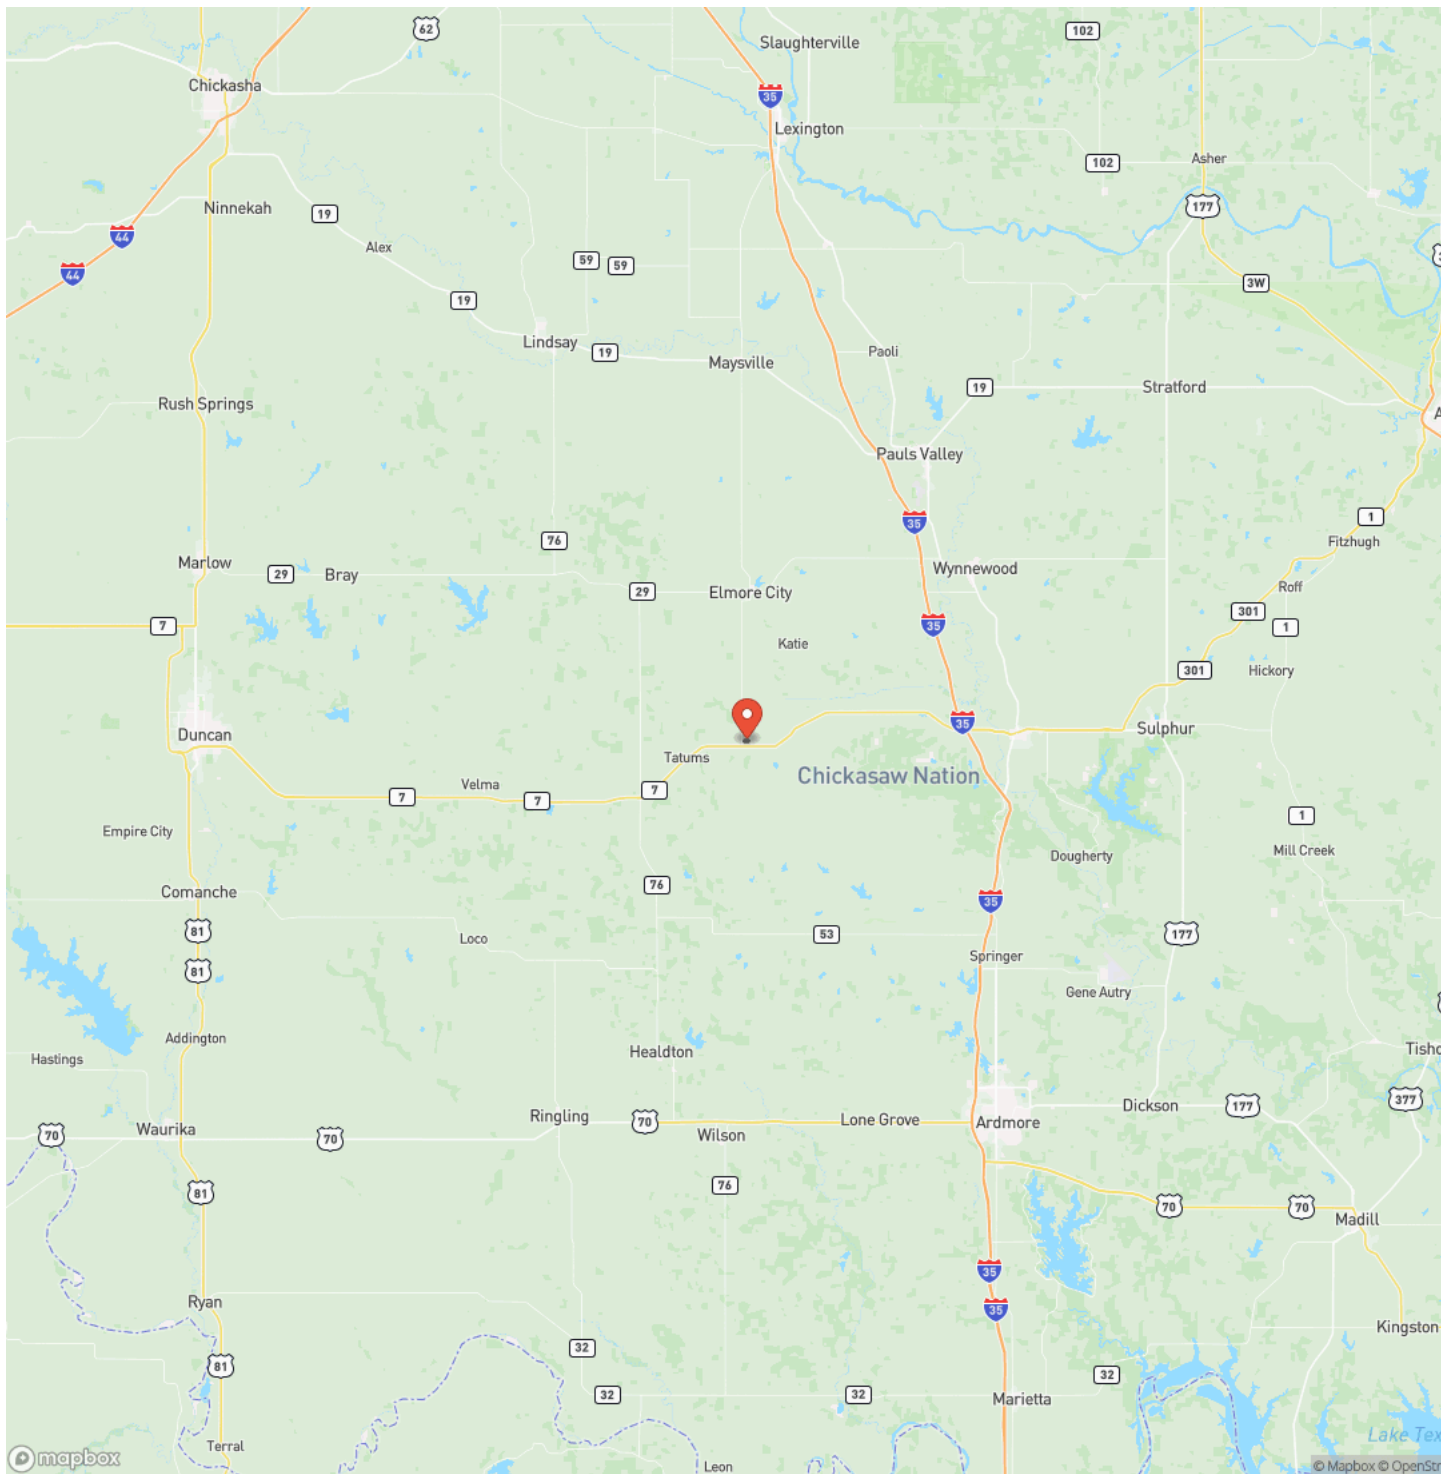 62
Slaughterville
102
Chickasha
35
Lexington
102
Asher
177
Ninnekah
19
44
Alex
59
59
3W
44
19
Lindsay
19
Maysville
Paoli
19
Stratford
Rush Springs
Pauls Valley
35
1
76
Fitzhugh
Marlow
29
Bray
29
Elmore City
Wynnewood
Roff
301
7
35
1
Katie
301
Hickory
35
Duncan
Tatums
Sulphur
Chickasaw Nation
Velma
7
7
7
1
Empire City
Mill Creek
Dougherty
76
Comanche
35
81
Loco
53
177
Springer
81
Gene Autry
Addington
Hastings
Healdton
377
Ringling
70
Lone Grove
Dickson
177
70
Waurika
70
Wilson
Ardmore
76
81
70
70
Madill
35
Ryan
35
Kingston
32
81
32
32
32
Marietta
Terral
Leon
mapbox
© Mapbox